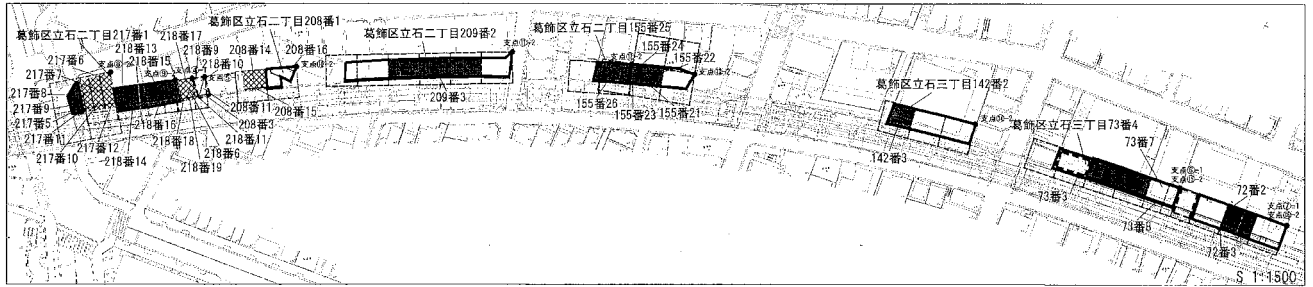 葛飾区立石二丁目217番1
217番6
217番7
217番8
217番9
217番5
217番11
217番10
217番12
218番13
218番15
218番17
218番9
218番10
218番14
218番16
218番18
218番19
218番6
218番11
葛飾区立石二丁目208番1
208番14
208番16
208番11
208番3
208番15
葛飾区立石二丁目209番2
209番3
葛飾区立石二丁目155番25
155番24
155番22
155番26
155番23
155番21
葛飾区立石三丁目142番2
142番3
葛飾区立石三丁目73番4
73番7
73番3
73番8
72番2
72番3
S 1:1500